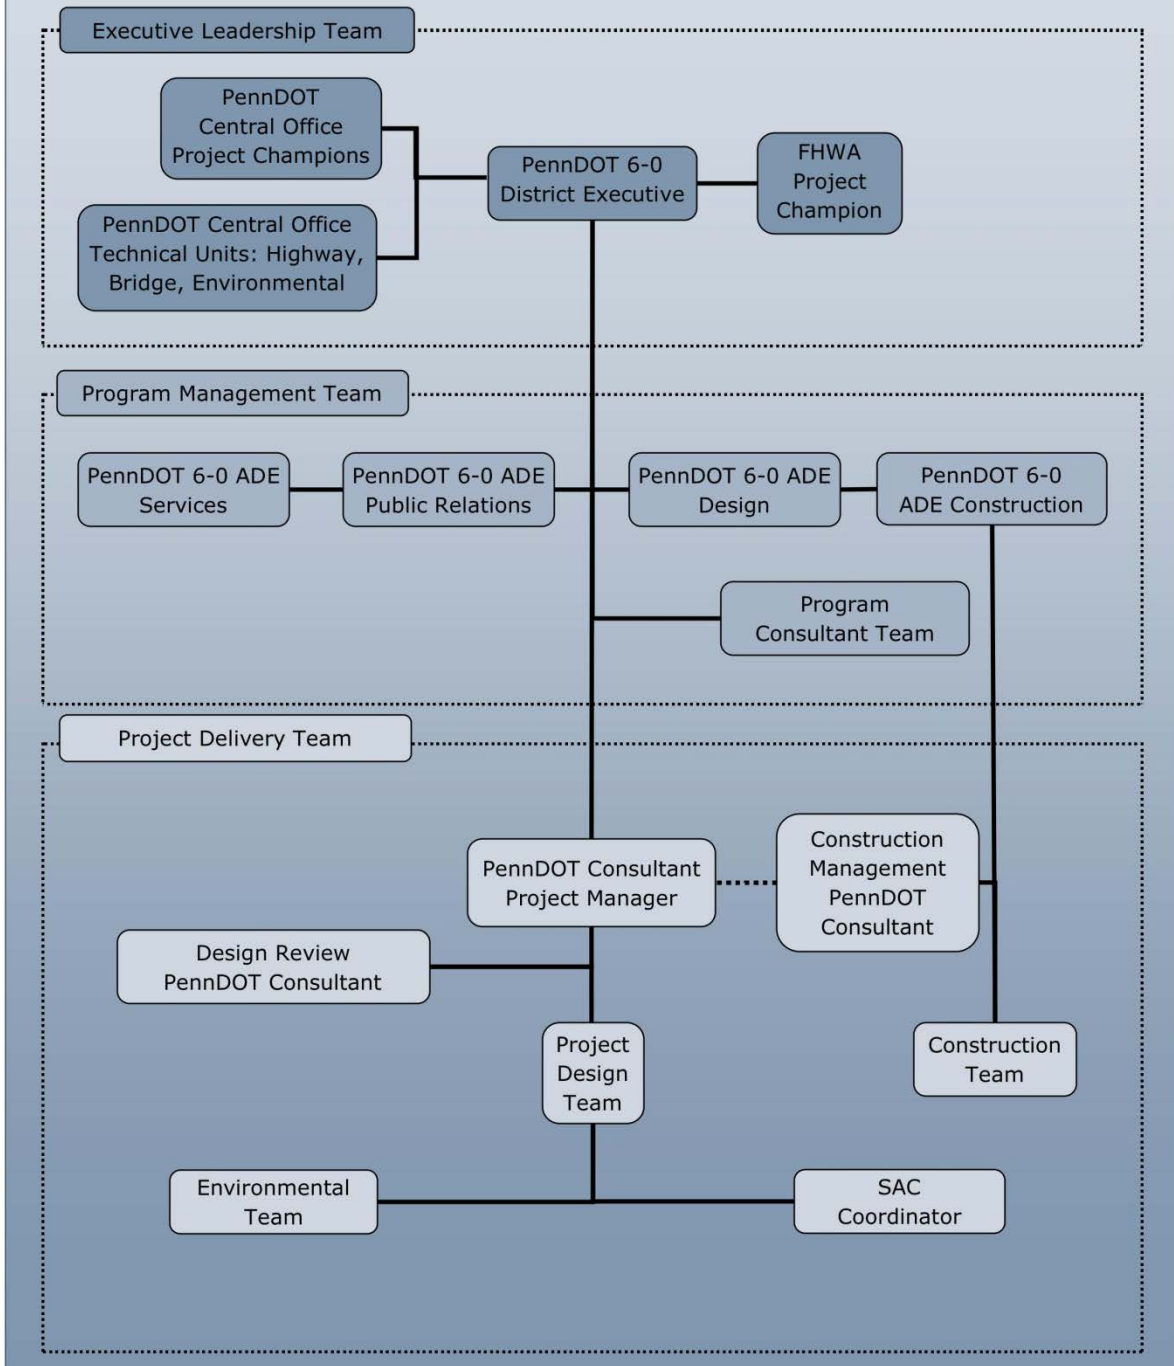 Executive Leadership Team
PennDOT
Central Office
Project Champions
PennDOT 6-0
District Executive
FHWA
Project
Champion
PennDOT Central Office
Technical Units: Highway,
Bridge, Environmental
Program Management Team
PennDOT 6-0 ADE
Services
PennDOT 6-0 ADE
Public Relations
PennDOT 6-0 ADE
Design
PennDOT 6-0
ADE Construction
Program
Consultant Team
Project Delivery Team
PennDOT Consultant
Project Manager
Construction
Management
PennDOT
Consultant
Design Review
PennDOT Consultant
Project
Design
Team
Construction
Team
Environmental
Team
SAC
Coordinator